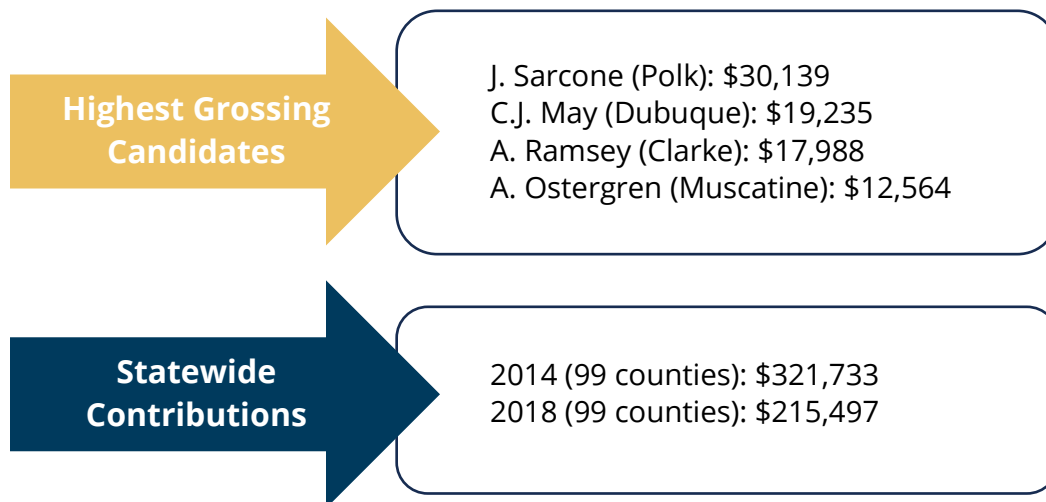 Highest Grossing
Candidates
J. Sarcone (Polk): $30,139
C.J. May (Dubuque): $19,235
A. Ramsey (Clarke): $17,988
A. Ostergren (Muscatine): $12,564
Statewide
Contributions
2014 (99 counties): $321,733
2018 (99 counties): $215,497